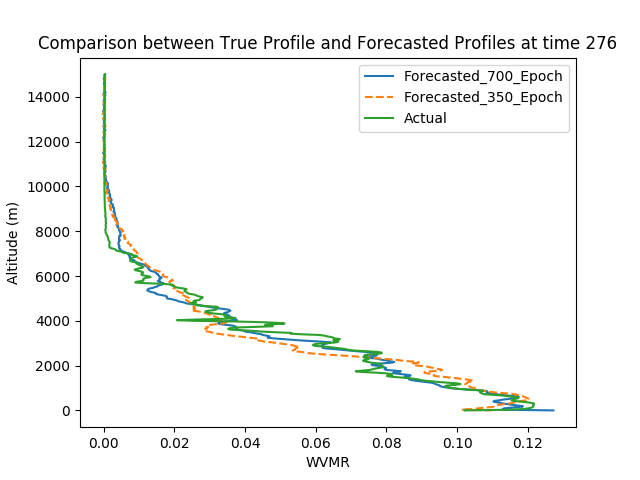 Comparison between True Profile and Forecasted Profiles at time 276
Forecasted_700_Epoch
Forecasted_350_Epoch
Actual
14000
12000
10000
8000
6000
4000
2000
0
Altitude (m)
0.00 0.02 0.04 0.06 0.08 0.10 0.12
WVMR